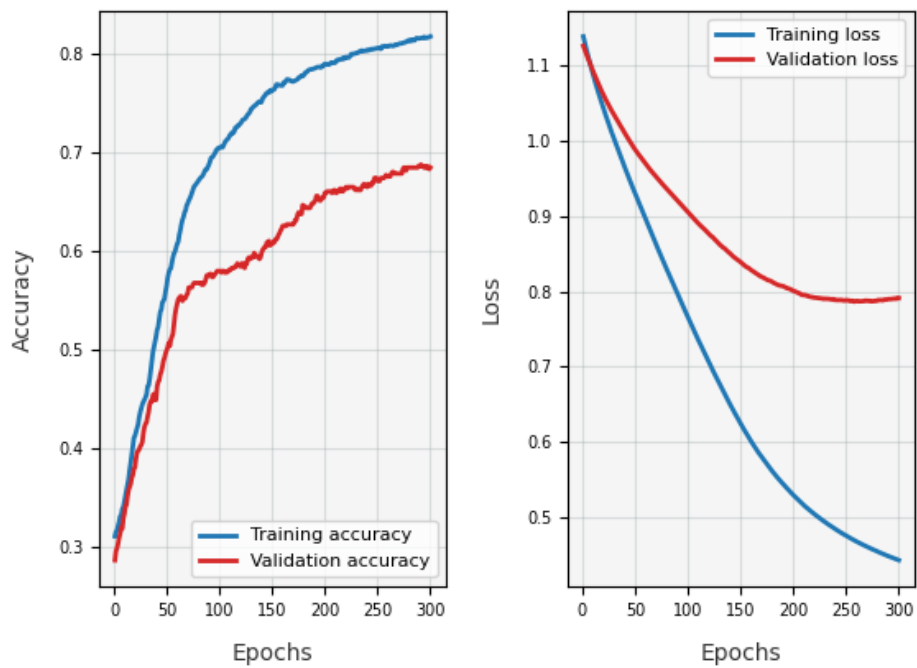 Accuracy
0.8
0.7
0.6
0.5
0.4
0.3
Training accuracy
Validation accuracy
0 50 100 150 200 250 300
Epochs
Loss
1.1
1.0
0.9
0.8
0.7
0.6
0.5
Training loss
Validation loss
0 50 100 150 200 250 300
Epochs